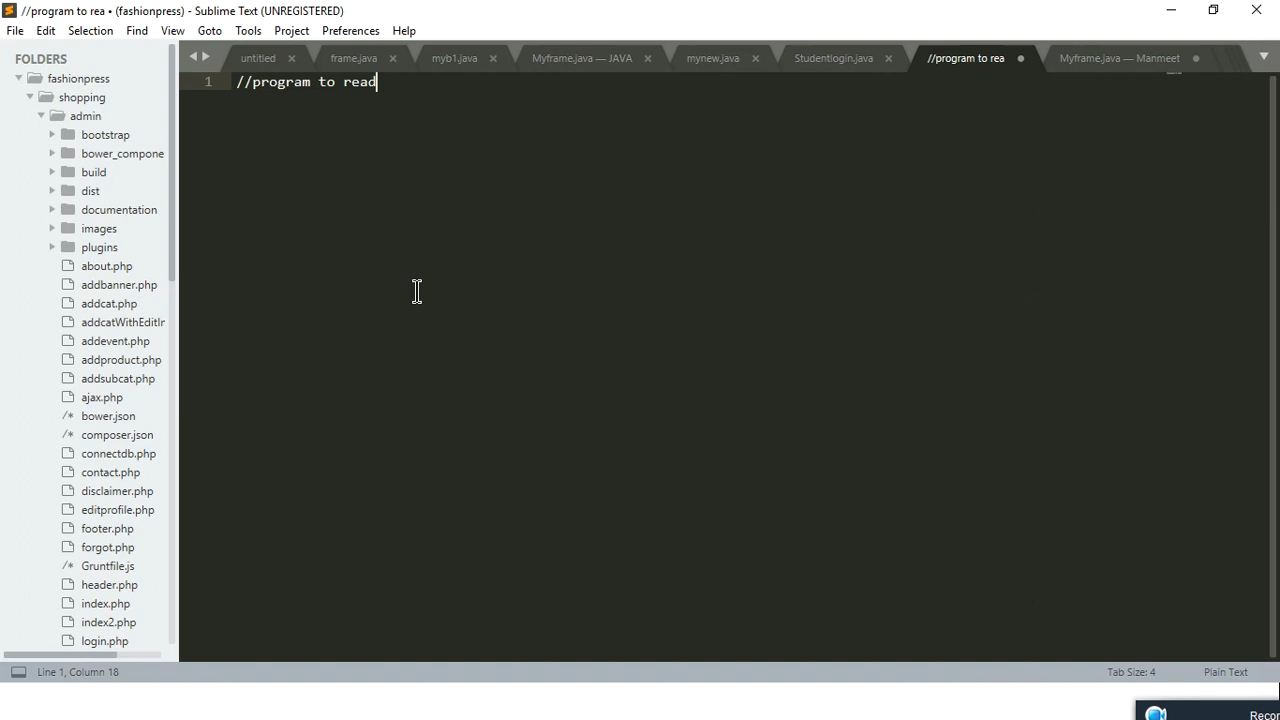 //program to rea • (fashionpress) - Sublime Text (UNREGISTERED)
File Edit Selection Find View Goto Tools Project Preferences Help
FOLDERS
fashionpress
shopping
admin
bootstrap
bower_compone
build
dist
documentation
images
plugins
about.php
addbanner.php
addcat.php
addcatWithEditIr
addevent.php
addproduct.php
addsubcat.php
ajax.php
/* bower.json
/* composer.json
connectdb.php
contact.php
disclaimer.php
editprofile.php
footer.php
forgot.php
/* Gruntfile.js
header.php
index.php
index2.php
login.php
untitled frame.java myb1.java Myframe.java — JAVA mynew.java Studentlogin.java //program to rea Myframe.java — Manmeet
1 //program to read
Line 1, Column 18 Tab Size: 4 Plain Text
Recor